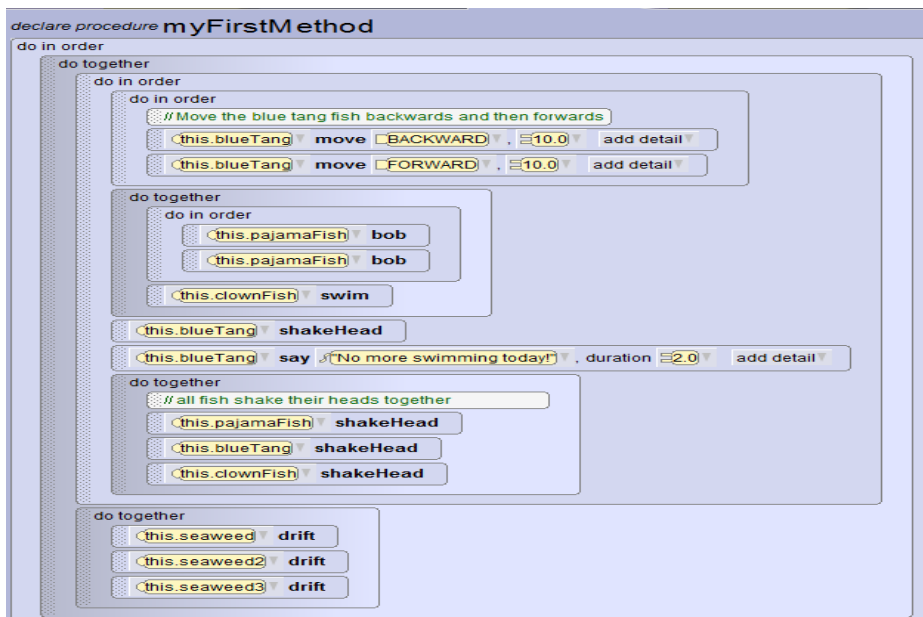 declare procedure myFirstMethod
do in order
do together
do in order
do in order
// Move the blue tang fish backwards and then forwards
this.blueTang move BACKWARD , 10.0 add detail
this.blueTang move FORWARD , 10.0 add detail
do together
do in order
this.pajamaFish bob
this.pajamaFish bob
this.clownFish swim
this.blueTang shakeHead
this.blueTang say "No more swimming today!" , duration 2.0 add detail
do together
// all fish shake their heads together
this.pajamaFish shakeHead
this.blueTang shakeHead
this.clownFish shakeHead
do together
this.seaweed drift
this.seaweed2 drift
this.seaweed3 drift